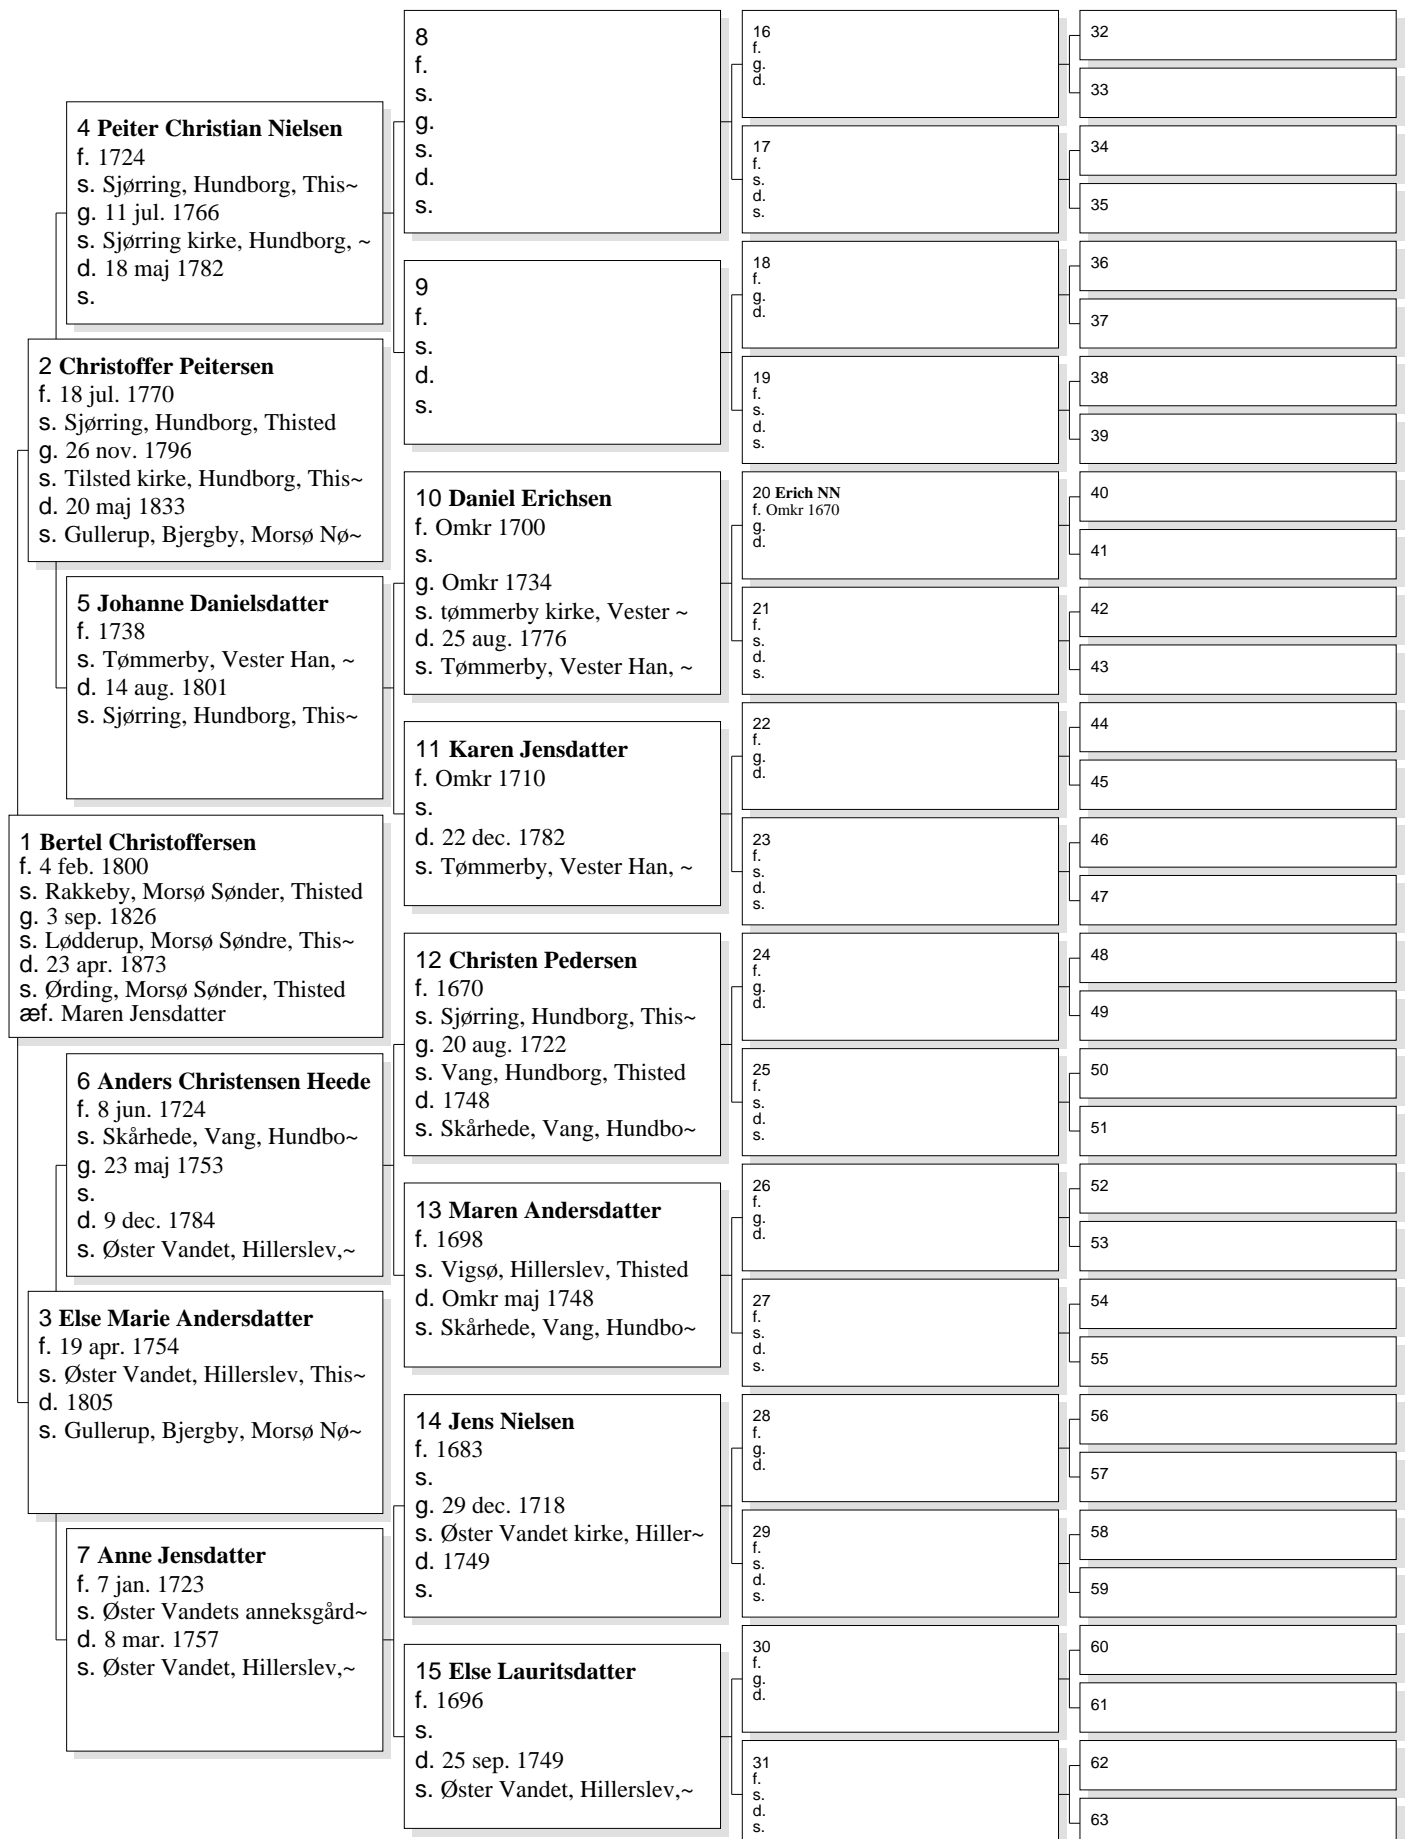 1 Bertel Christoffersen
f. 4 feb. 1800
s. Rakkeby, Morsø Sønder, Thisted
g. 3 sep. 1826
s. Lødderup, Morsø Søndre, This~
d. 23 apr. 1873
s. Ørding, Morsø Sønder, Thisted
æf. Maren Jensdatter
2 Christoffer Peitersen
f. 18 jul. 1770
s. Sjørring, Hundborg, Thisted
g. 26 nov. 1796
s. Tilsted kirke, Hundborg, This~
d. 20 maj 1833
s. Gullerup, Bjergby, Morsø Nø~
3 Else Marie Andersdatter
f. 19 apr. 1754
s. Øster Vandet, Hillerslev, This~
d. 1805
s. Gullerup, Bjergby, Morsø Nø~
4 Peiter Christian Nielsen
f. 1724
s. Sjørring, Hundborg, This~
g. 11 jul. 1766
s. Sjørring kirke, Hundborg, ~
d. 18 maj 1782
s.
5 Johanne Danielsdatter
f. 1738
s. Tømmerby, Vester Han, ~
d. 14 aug. 1801
s. Sjørring, Hundborg, This~
6 Anders Christensen Heede
f. 8 jun. 1724
s. Skårhede, Vang, Hundbo~
g. 23 maj 1753
s.
d. 9 dec. 1784
s. Øster Vandet, Hillerslev,~
7 Anne Jensdatter
f. 7 jan. 1723
s. Øster Vandets anneksgård~
d. 8 mar. 1757
s. Øster Vandet, Hillerslev,~
8
f.
s.
g.
s.
d.
s.
9
f.
s.
d.
s.
10 Daniel Erichsen
f. Omkr 1700
s.
g. Omkr 1734
s. tømmerby kirke, Vester ~
d. 25 aug. 1776
s. Tømmerby, Vester Han, ~
11 Karen Jensdatter
f. Omkr 1710
s.
d. 22 dec. 1782
s. Tømmerby, Vester Han, ~
12 Christen Pedersen
f. 1670
s. Sjørring, Hundborg, This~
g. 20 aug. 1722
s. Vang, Hundborg, Thisted
d. 1748
s. Skårhede, Vang, Hundbo~
13 Maren Andersdatter
f. 1698
s. Vigsø, Hillerslev, Thisted
d. Omkr maj 1748
s. Skårhede, Vang, Hundbo~
14 Jens Nielsen
f. 1683
s.
g. 29 dec. 1718
s. Øster Vandet kirke, Hiller~
d. 1749
s.
15 Else Lauritsdatter
f. 1696
s.
d. 25 sep. 1749
s. Øster Vandet, Hillerslev,~
16
f.
g.
d.
17
f.
s.
d.
s.
18
f.
g.
d.
19
f.
s.
d.
s.
20 Erich NN
f. Omkr 1670
g.
d.
21
f.
s.
d.
s.
22
f.
g.
d.
23
f.
s.
d.
s.
24
f.
g.
d.
25
f.
s.
d.
s.
26
f.
g.
d.
27
f.
s.
d.
s.
28
f.
g.
d.
29
f.
s.
d.
s.
30
f.
g.
d.
31
f.
s.
d.
s.
32
33
34
35
36
37
38
39
40
41
42
43
44
45
46
47
48
49
50
51
52
53
54
55
56
57
58
59
60
61
62
63